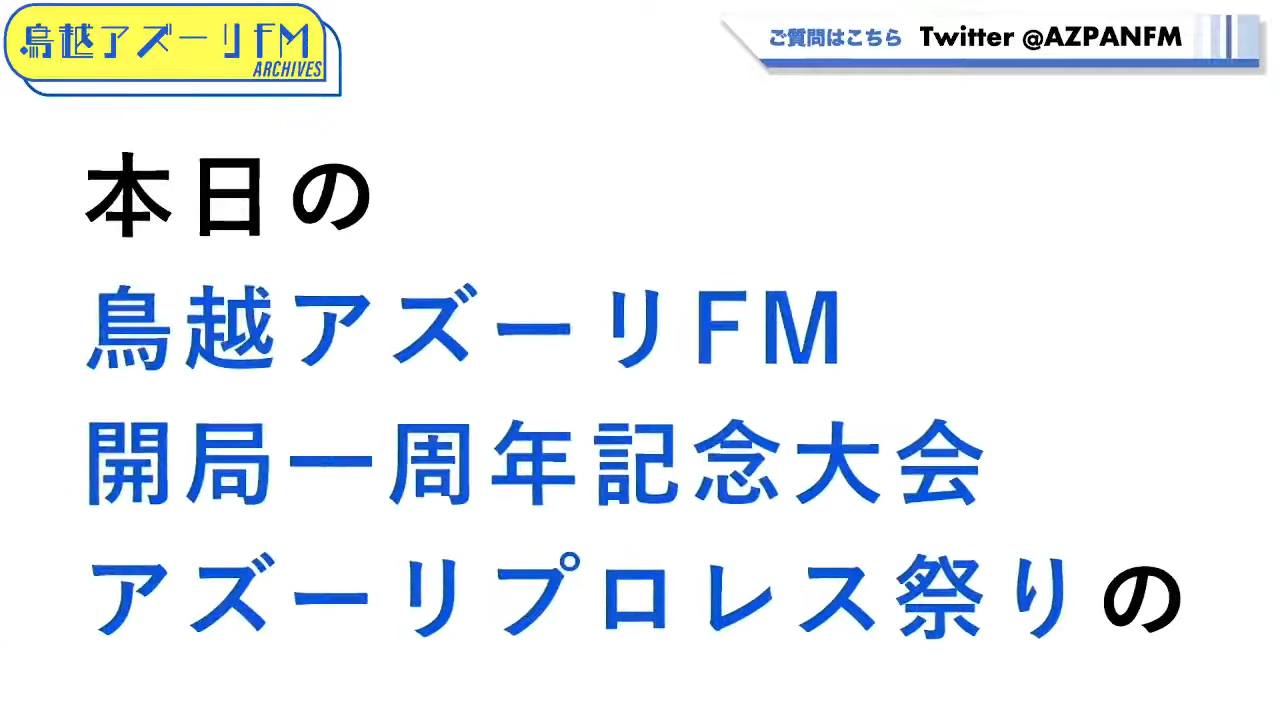 鳥越アズーリFM
ARCHIVES
ご質問はこちら Twitter @AZPANFM
本日の
鳥越アズーリFM
開局一周年記念大会
アズーリプロレス祭りの